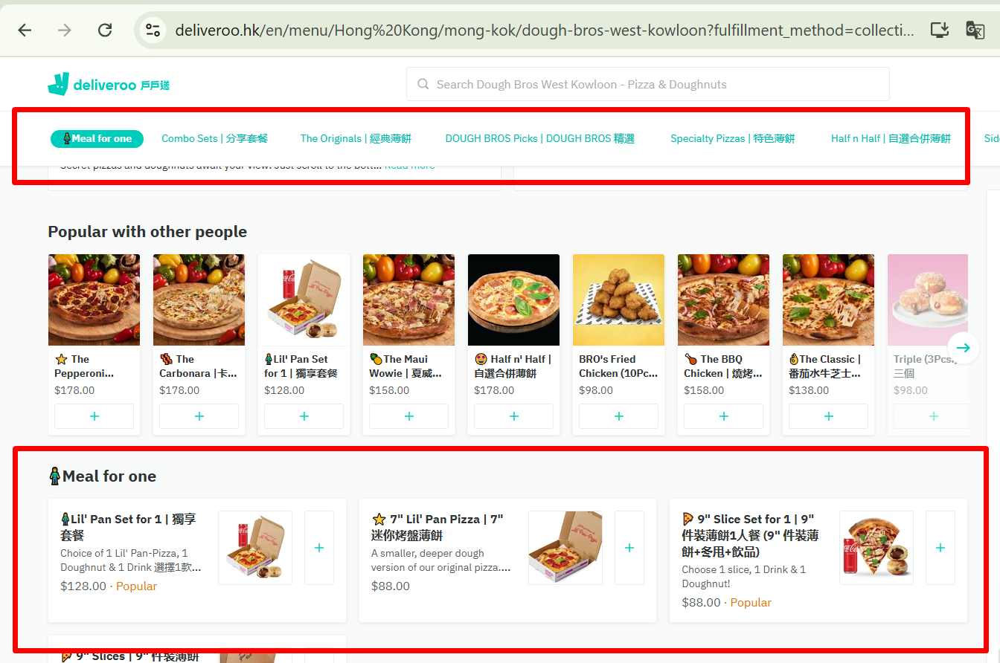 deliveroo.hk/en/menu/Hong%20Kong/mong-kok/dough-bros-west-kowloon?fulfillment_method=collecti...
deliveroo 戶戶送
Search Dough Bros West Kowloon - Pizza & Doughnuts
Meal for one
Combo Sets | 分享套餐
The Originals | 經典薄餅
DOUGH BROS Picks | DOUGH BROS 精選
Specialty Pizzas | 特色薄餅
Half n Half | 自選合併薄餅
Sid
Secret pizzas and doughnuts await your view. Just scroll to the bott... Read more
Popular with other people
The
Pepperoni...
$178.00
+
The
Carbonara |卡...
$178.00
+
Lil' Pan Set
for 1 | 獨享套餐
$128.00
+
The Maui
Wowie | 夏威...
$158.00
+
Half n' Half |
自選合併薄餅
$178.00
+
BRO's Fried
Chicken (10Pc...
$98.00
+
The BBQ
Chicken | 燒烤...
$158.00
+
The Classic |
番茄水牛芝士...
$138.00
+
Triple (3Pcs.)
三個
$98.00
+
Meal for one
Lil' Pan Set for 1 | 獨享
套餐
Choice of 1 Lil' Pan-Pizza, 1
Doughnut & 1 Drink 選擇1款...
$128.00 · Popular
+
7" Lil' Pan Pizza | 7"
迷你烤盤薄餅
A smaller, deeper dough
version of our original pizza....
$88.00
+
9" Slice Set for 1 | 9"
件裝薄餅1人餐 (9" 件裝薄
餅+冬甩+飲品)
Choose 1 slice, 1 Drink & 1
Doughnut!
$88.00 · Popular
+
9" Slices | 9" 件裝薄餅